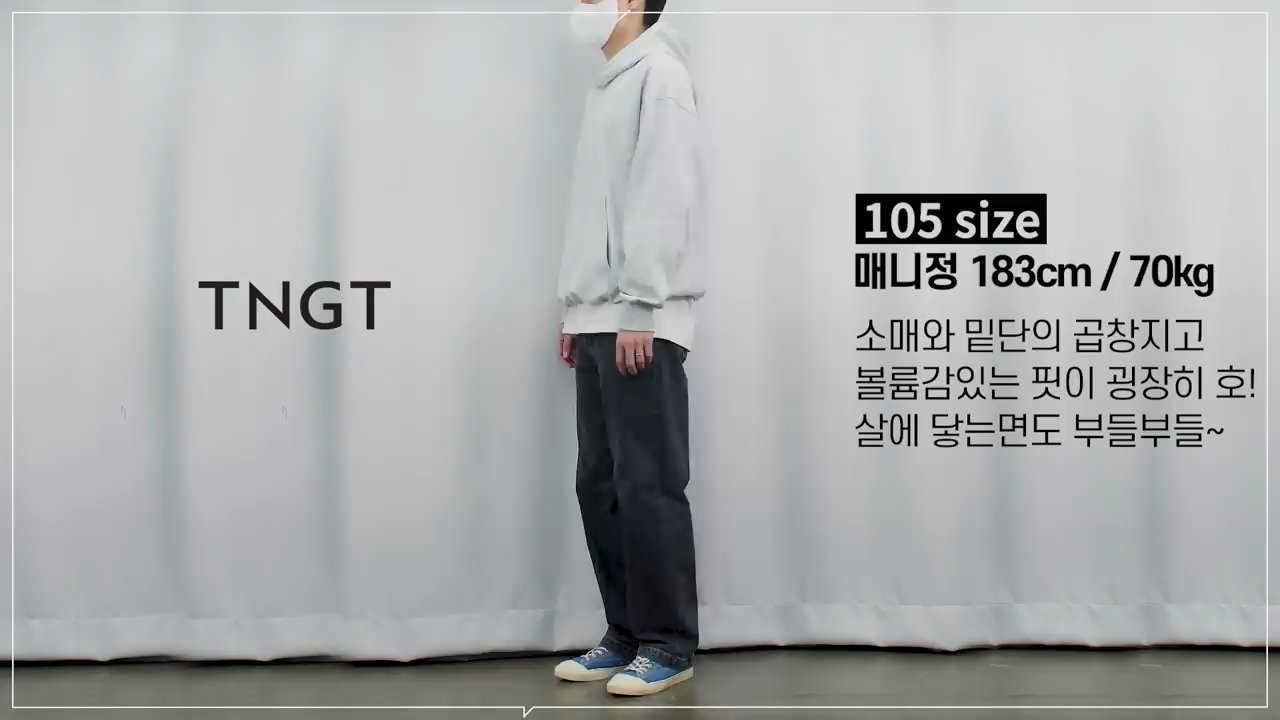 TNGT
105 size
매니정 183cm / 70kg
소매와 밑단의 곱창지고
볼륨감있는 핏이 굉장히 호!
살에 닿는면도 부들부들~